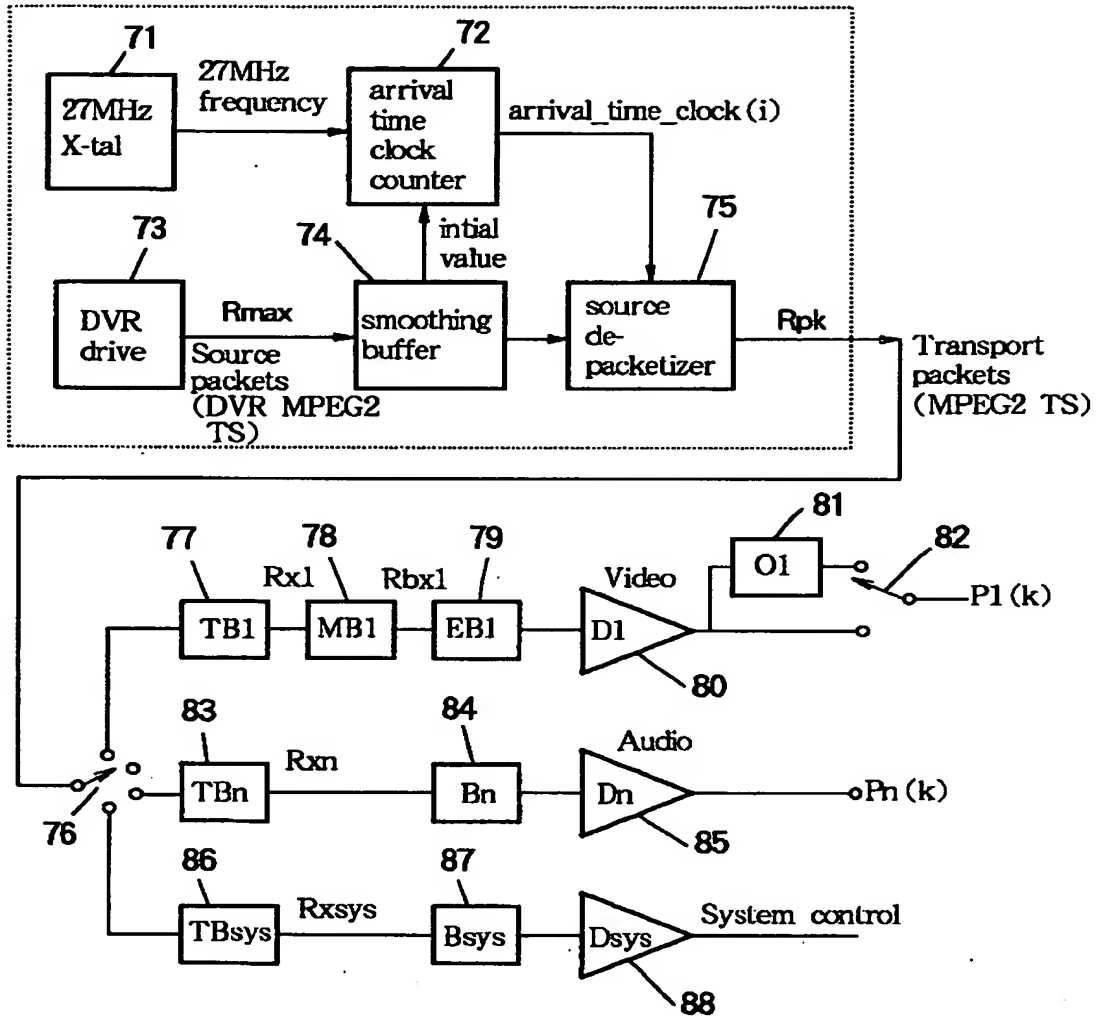 71
27MHz
X-tal
27MHz
frequency
72
arrival
time
clock
counter
arrival_time_clock(i)
73
DVR
drive
Rmax
Source
packets
(DVR MPEG2
TS)
74
intial
value
smoothing
buffer
75
source
de-
packetizer
Rpk
Transport
packets
(MPEG2 TS)
77
TB1
Rx1
78
MB1
Rbx1
79
EB1
Video
D1
80
81
O1
82
P1(k)
76
83
TBn
Rxn
84
Bn
Audio
Dn
85
Pn(k)
86
TBsys
Rxsys
87
Bsys
Dsys
88
System control